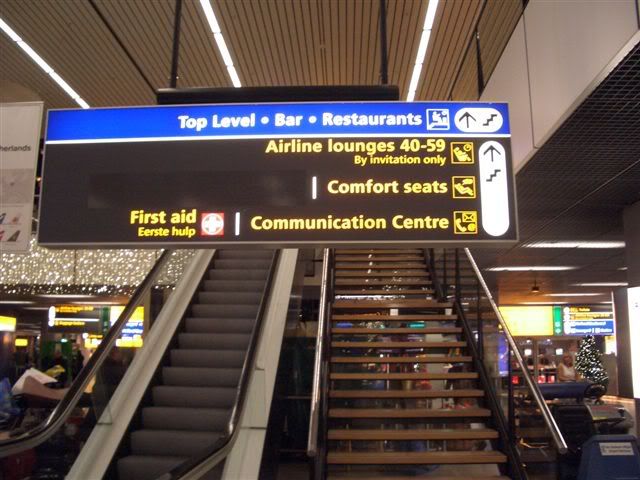 Top Level • Bar • Restaurants
Airline lounges 40-59
By invitation only
Comfort seats
First aid
Eerste hulp
Communication Centre
herlands